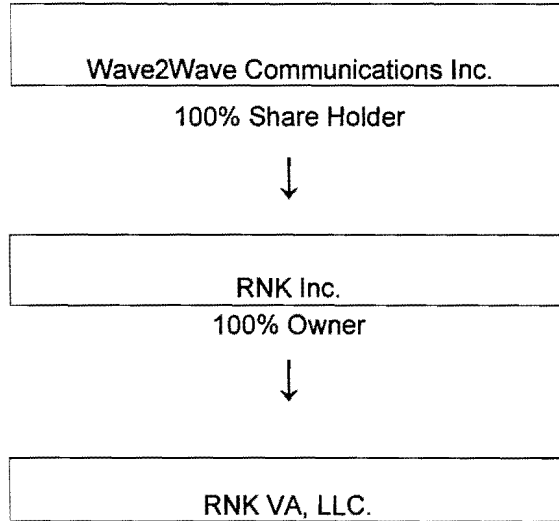 Wave2Wave Communications Inc.
100% Share Holder
RNK Inc.
100% Owner
RNK VA, LLC.